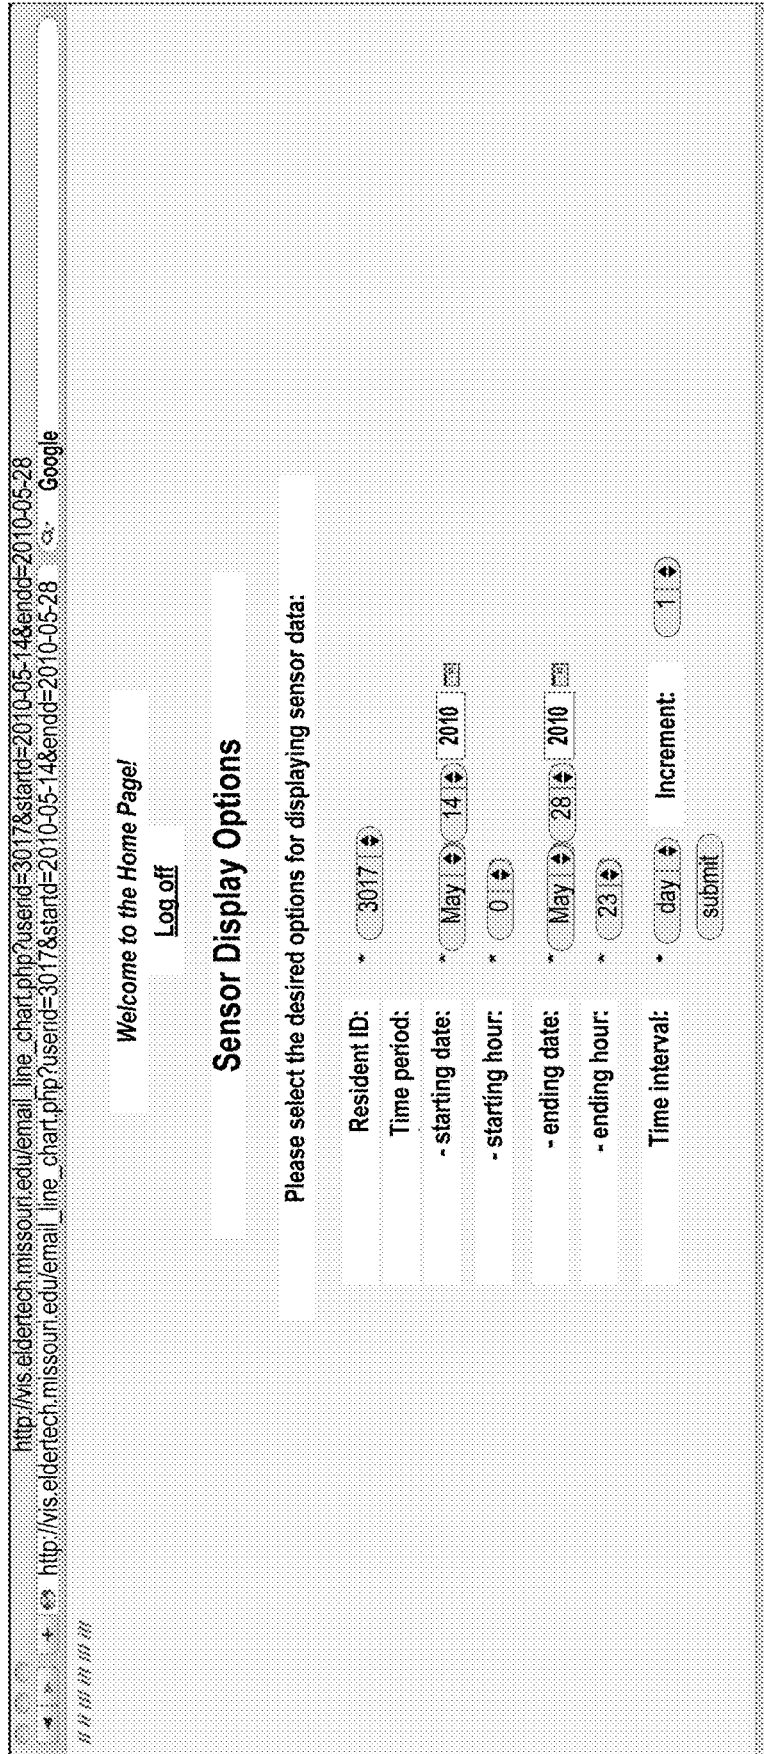 http://vis.eldertech.missouri.edu/email_line_chart.php?userid=3017&startd=2010-05-14&endd=2010-05-28
+ http://vis.eldertech.missouri.edu/email_line_chart.php?userid=3017&startd=2010-05-14&endd=2010-05-28 Google
Welcome to the Home Page!
Log off
Sensor Display Options
Please select the desired options for displaying sensor data:
Resident ID: * 3017
Time period:
- starting date: * May 14 2010
- starting hour: * 0
- ending date: * May 28 2010
- ending hour: * 23
Time interval: * day Increment: 1
submit